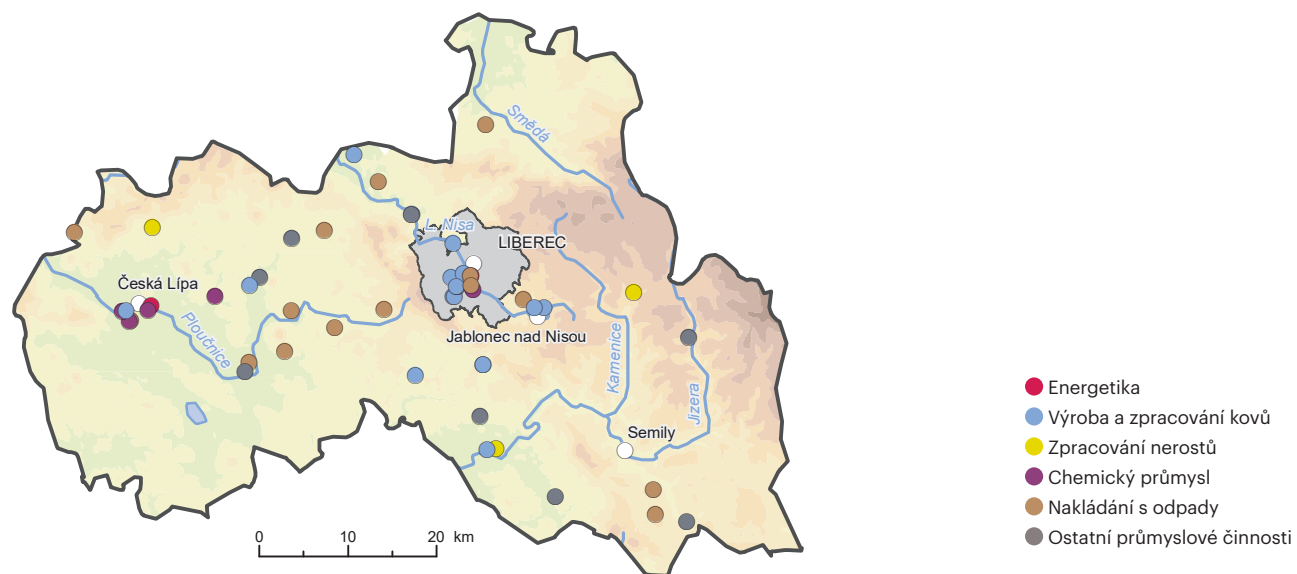 Smědá
L. Nisa
LIBEREC
Česká Lípa
Ploučnice
Jablonec nad Nisou
Kamenice
Jizera
Semily
0 10 20 km
Energetika
Výroba a zpracování kovů
Zpracování nerostů
Chemický průmysl
Nakládání s odpady
Ostatní průmyslové činnosti